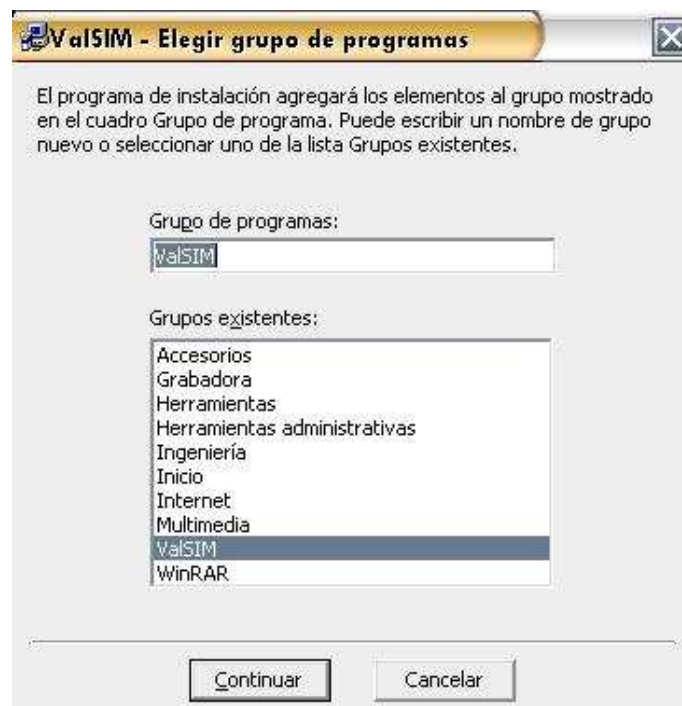 ValSIM - Elegir grupo de programas
El programa de instalación agregará los elementos al grupo mostrado
en el cuadro Grupo de programa. Puede escribir un nombre de grupo
nuevo o seleccionar uno de la lista Grupos existentes.
Grupo de programas:
ValSIM
Grupos existentes:
Accesorios
Grabadora
Herramientas
Herramientas administrativas
Ingeniería
Inicio
Internet
Multimedia
ValSIM
WinRAR
Continuar
Cancelar